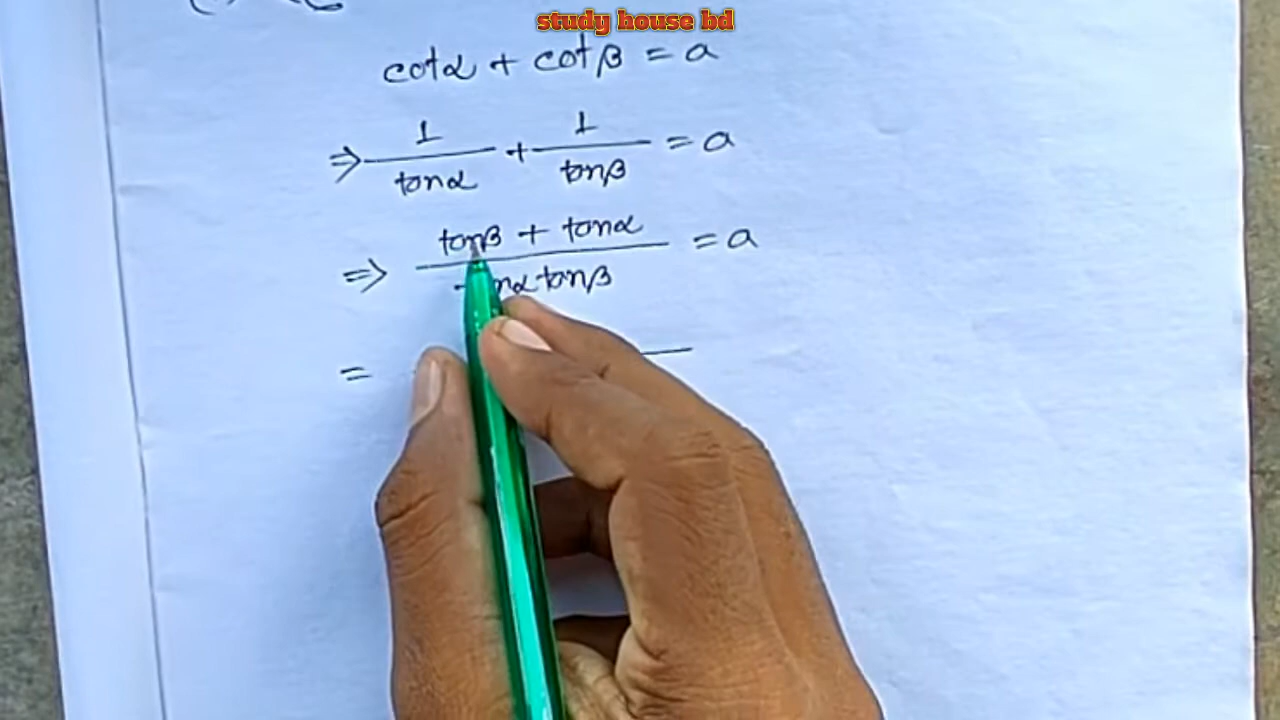 study house bd
cotα + cotβ = a
⇒ 1/tanα + 1/tanβ = a
⇒ tanβ + tanα / tanα tanβ = a
=